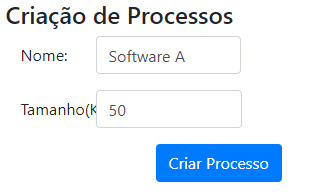 Criação de Processos
Nome: Software A
Tamanho(K 50
Criar Processo